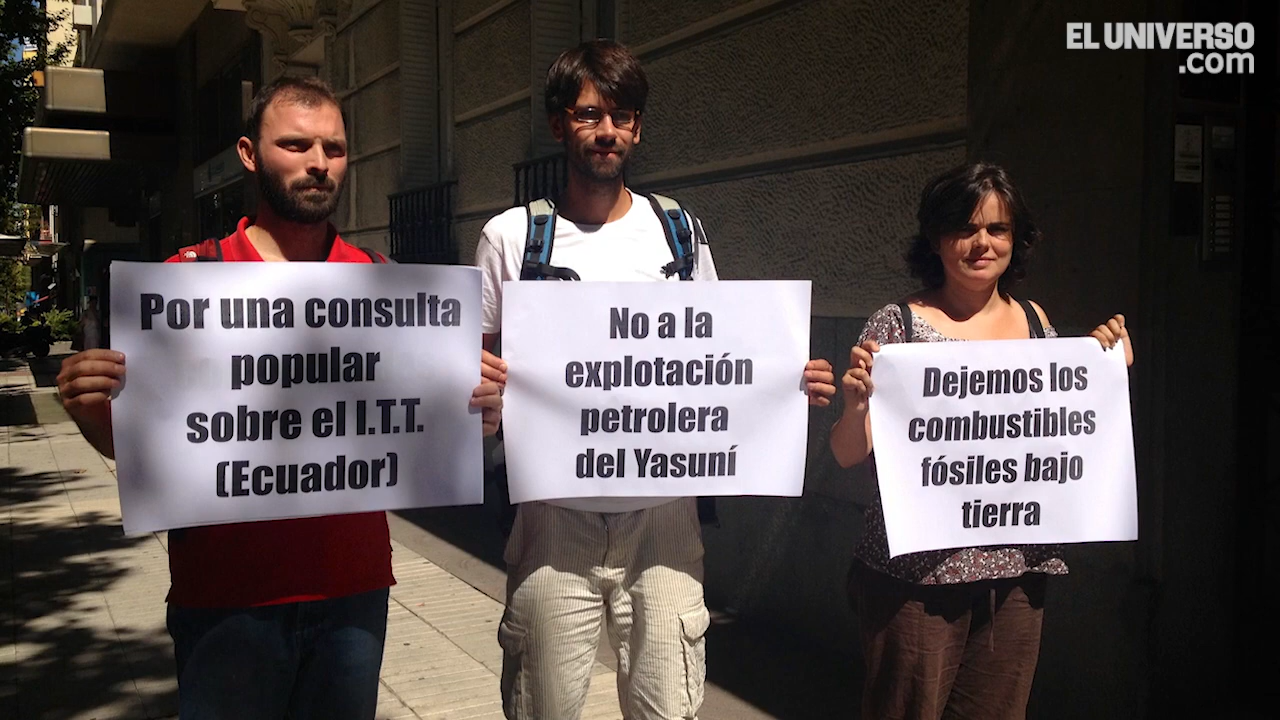 EL UNIVERSO
.com
Por una consulta
popular
sobre el I.T.T.
(Ecuador)
No a la
explotación
petrolera
del Yasuní
Dejemos los
combustibles
fósiles bajo
tierra